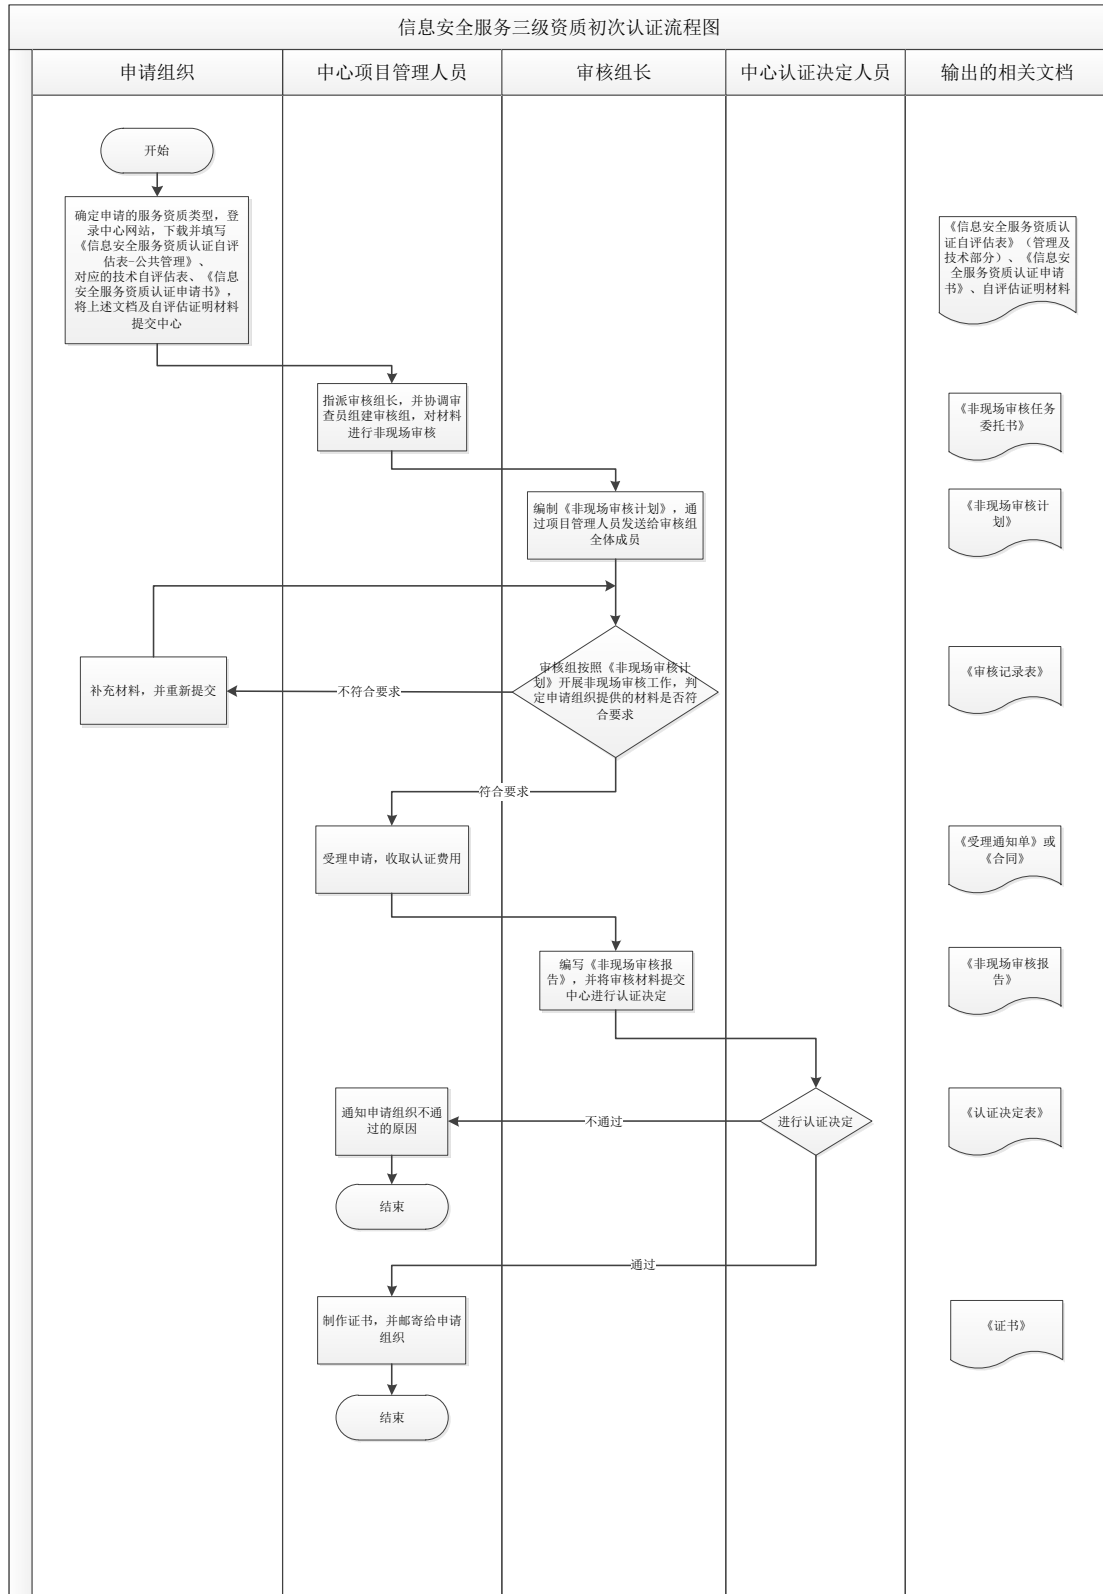 信息安全服务三级资质初次认证流程图
申请组织
中心项目管理人员
审核组长
中心认证决定人员
输出的相关文档
开始
确定申请的服务资质类型，登
录中心网站，下载并填写
《信息安全服务资质认证自评
估表-公共管理》、
对应的技术自评估表、《信息
安全服务资质认证申请书》，
将上述文档及自评估证明材料
提交中心
《信息安全服务资质认
证自评估表》（管理及
技术部分）、《信息安
全服务资质认证申请
书》、自评估证明材料
指派审核组长，并协调审
查员组建审核组，对材料
进行非现场审核
《非现场审核任务
委托书》
编制《非现场审核计划》，通
过项目管理人员发送给审核组
全体成员
《非现场审核计
划》
补充材料，并重新提交
不符合要求
审核组按照《非现场审核计
划》开展非现场审核工作，判
定申请组织提供的材料是否符
合要求
《审核记录表》
符合要求
受理申请，收取认证费用
《受理通知单》或
《合同》
编写《非现场审核报
告》，并将审核材料提交
中心进行认证决定
《非现场审核报
告》
通知申请组织不通
过的原因
不通过
进行认证决定
《认证决定表》
结束
通过
制作证书，并邮寄给申请
组织
《证书》
结束